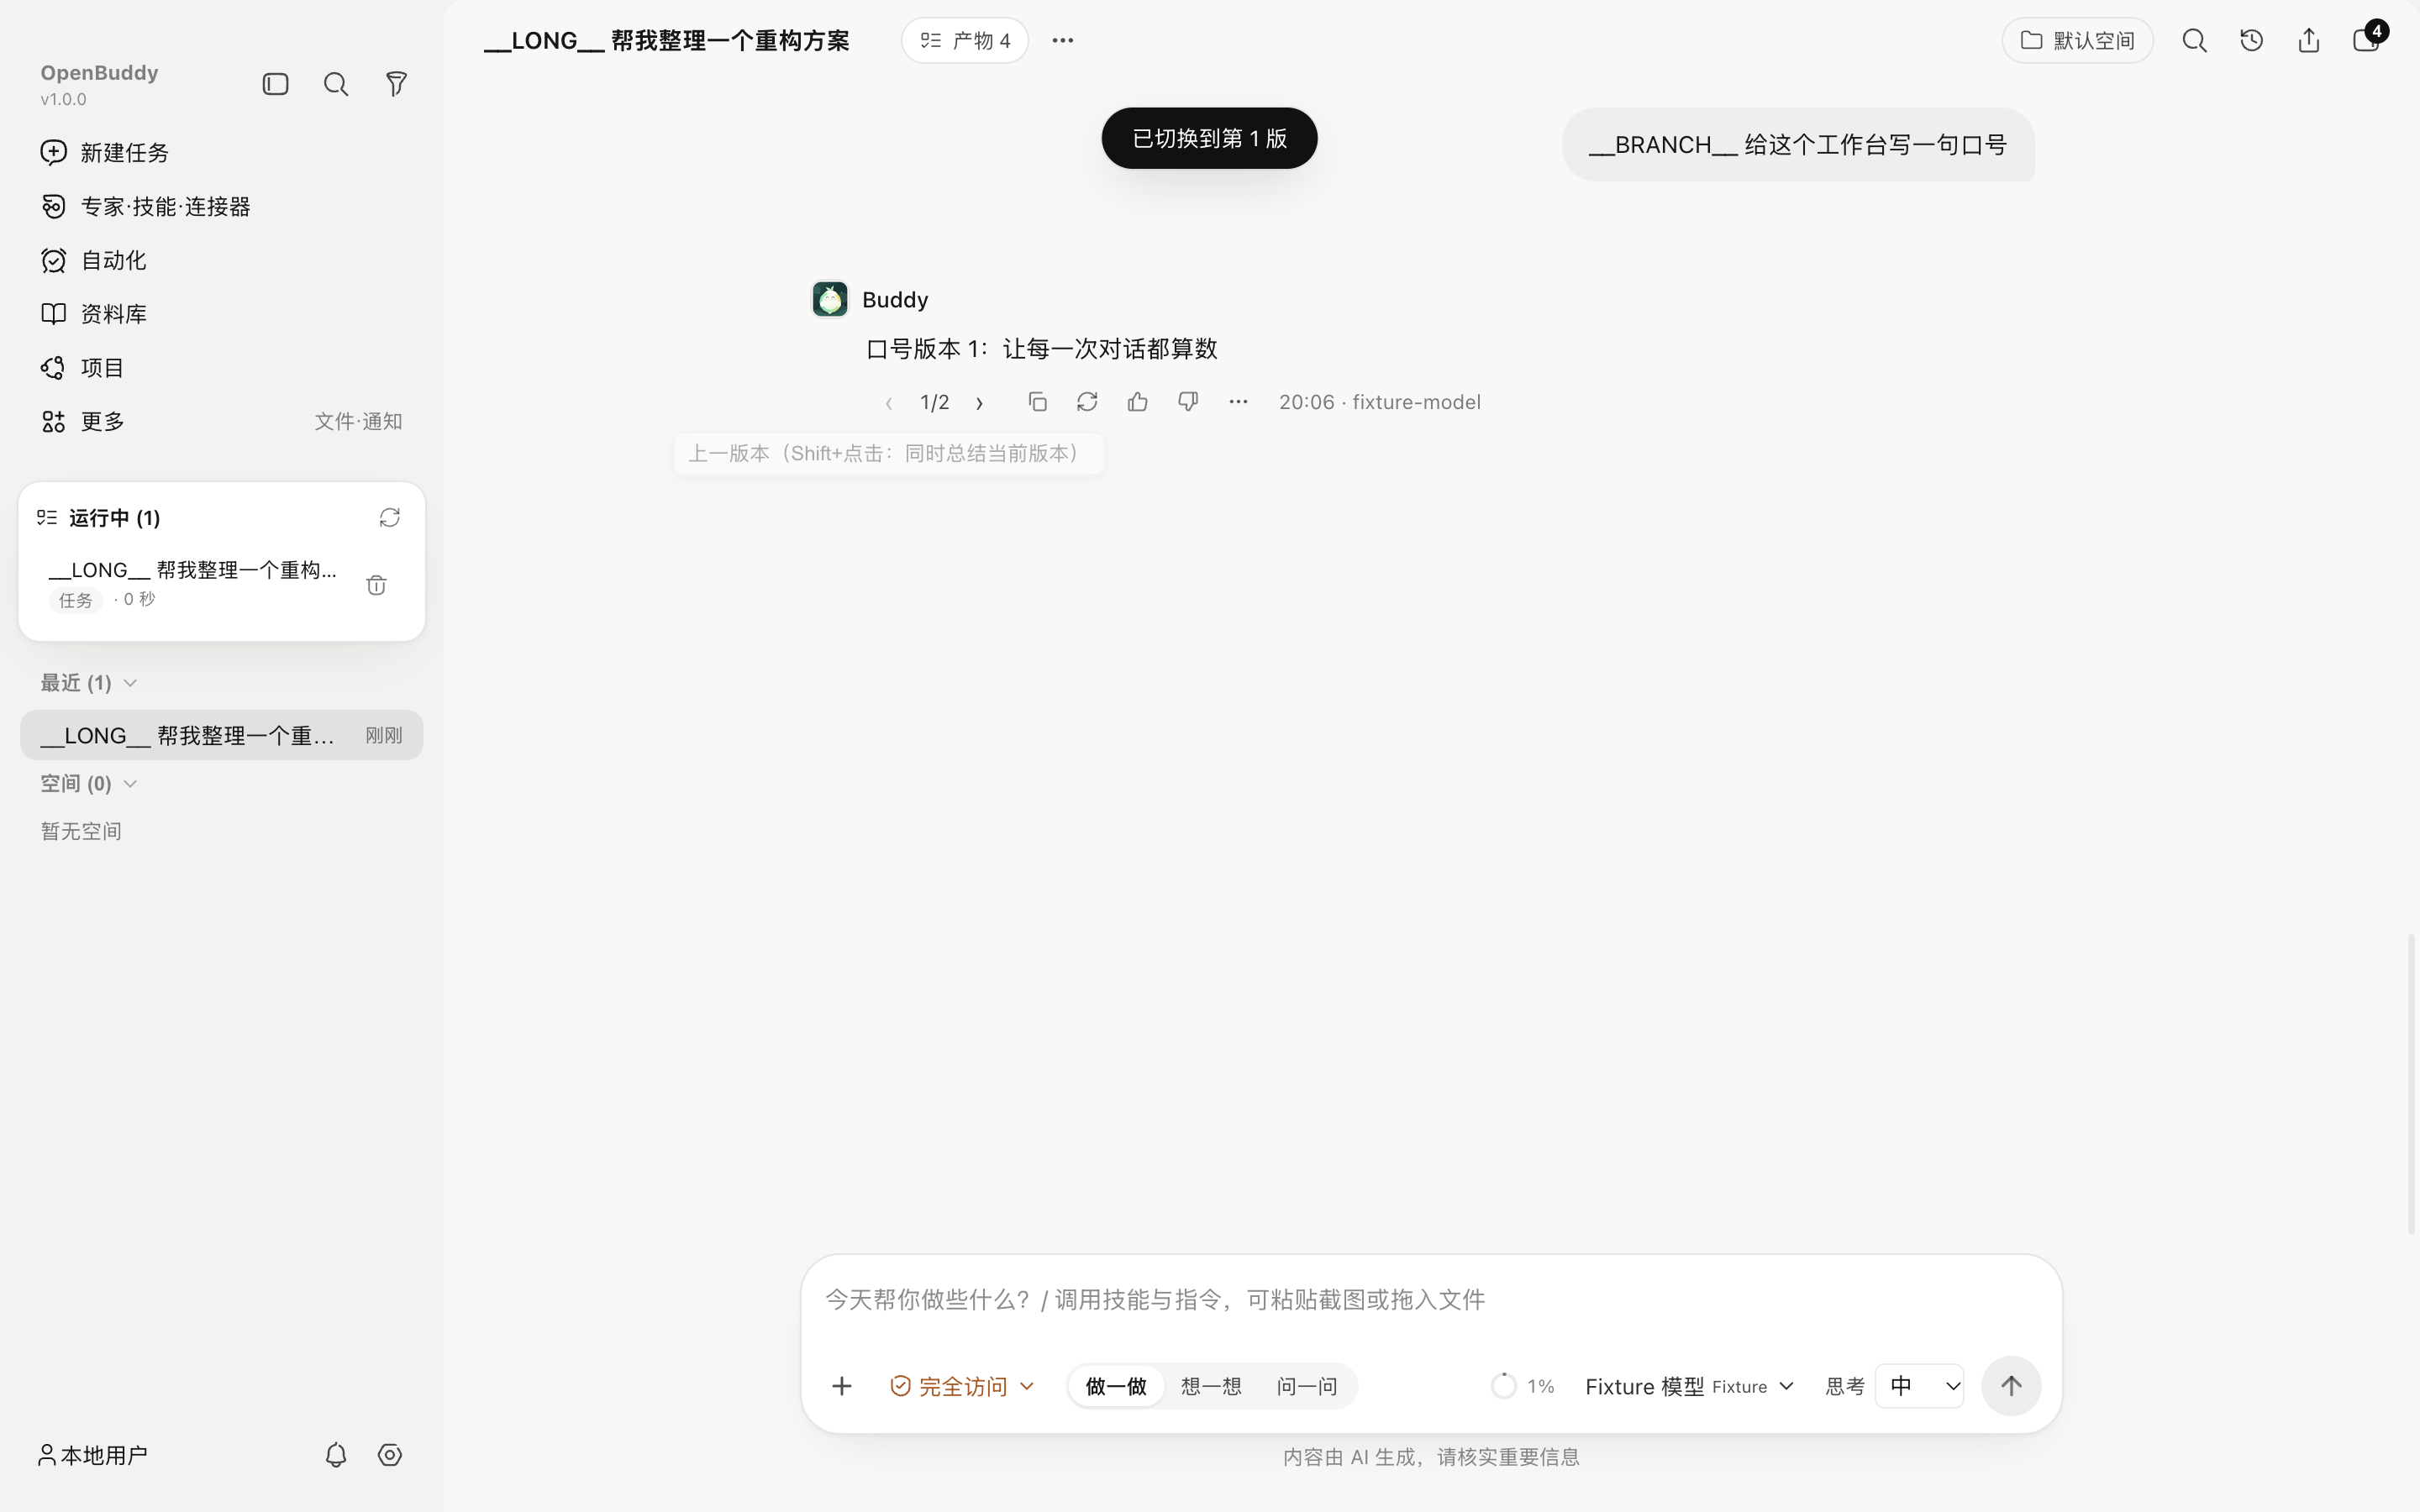 OpenBuddy
v1.0.0
新建任务
专家·技能·连接器
自动化
资料库
项目
更多
文件·通知
运行中 (1)
__LONG__ 帮我整理一个重构...
任务
· 0 秒
最近 (1)
__LONG__ 帮我整理一个重...
刚刚
空间 (0)
暂无空间
本地用户
__LONG__ 帮我整理一个重构方案
产物 4
默认空间
4
已切换到第 1 版
__BRANCH__ 给这个工作台写一句口号
Buddy
口号版本 1：让每一次对话都算数
1/2
20:06 · fixture-model
上一版本（Shift+点击：同时总结当前版本）
今天帮你做些什么？/ 调用技能与指令，可粘贴截图或拖入文件
完全访问
做一做
想一想
问一问
1%
Fixture 模型 Fixture
思考
中
内容由 AI 生成，请核实重要信息